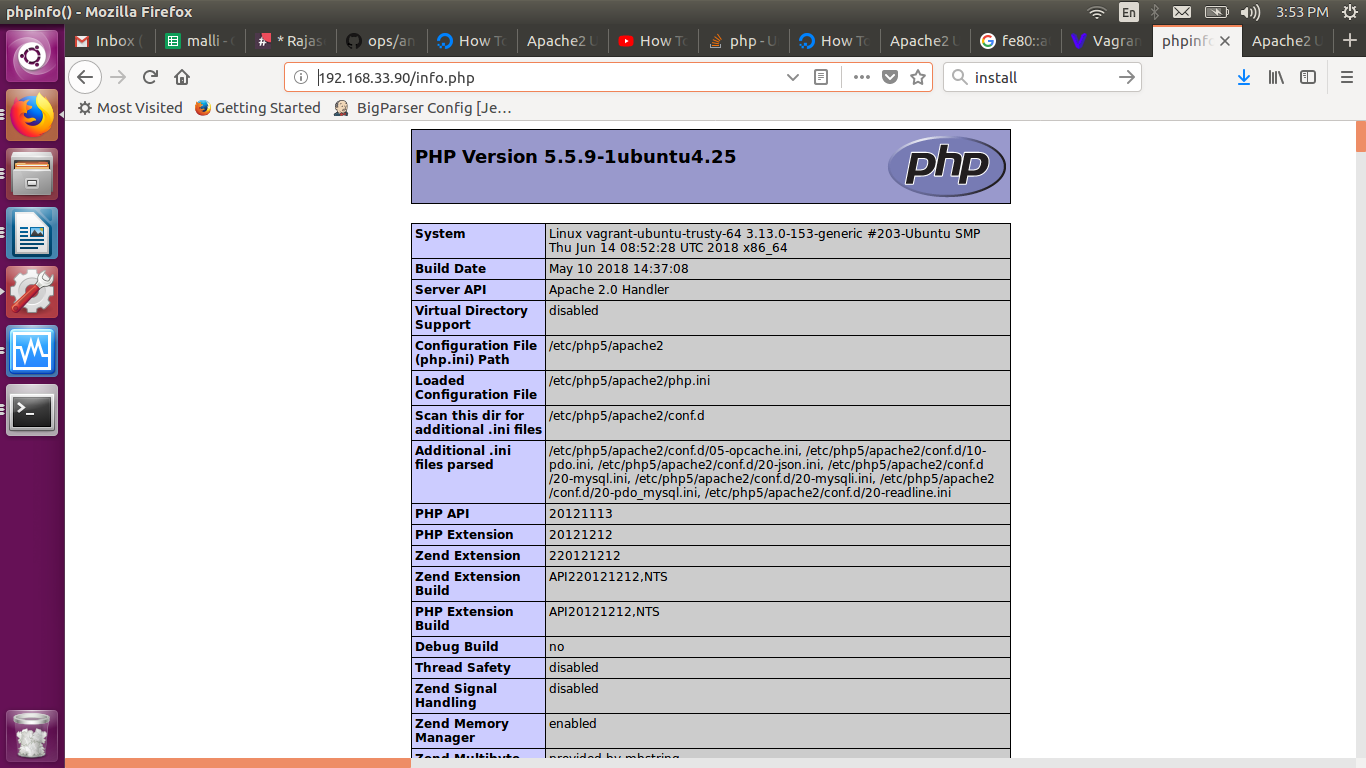 phpinfo() - Mozilla Firefox
En
3:53 PM
Inbox (
malli -
* Rajas
ops/an
How To
Apache2 U
How To
php - U
How To
Apache2 U
fe80::a
Vagran
phpinfo
Apache2 U
192.168.33.90/info.php
install
Most Visited
Getting Started
BigParser Config [Je...
PHP Version 5.5.9-1ubuntu4.25
php
System
Linux vagrant-ubuntu-trusty-64 3.13.0-153-generic #203-Ubuntu SMP
Thu Jun 14 08:52:28 UTC 2018 x86_64
Build Date
May 10 2018 14:37:08
Server API
Apache 2.0 Handler
Virtual Directory
Support
disabled
Configuration File
(php.ini) Path
/etc/php5/apache2
Loaded
Configuration File
/etc/php5/apache2/php.ini
Scan this dir for
additional .ini files
/etc/php5/apache2/conf.d
Additional .ini
files parsed
/etc/php5/apache2/conf.d/05-opcache.ini, /etc/php5/apache2/conf.d/10-
pdo.ini, /etc/php5/apache2/conf.d/20-json.ini, /etc/php5/apache2/conf.d
/20-mysql.ini, /etc/php5/apache2/conf.d/20-mysqli.ini, /etc/php5/apache2
/conf.d/20-pdo_mysql.ini, /etc/php5/apache2/conf.d/20-readline.ini
PHP API
20121113
PHP Extension
20121212
Zend Extension
220121212
Zend Extension
Build
API220121212,NTS
PHP Extension
Build
API20121212,NTS
Debug Build
no
Thread Safety
disabled
Zend Signal
Handling
disabled
Zend Memory
Manager
enabled
Zend Multibyte
provided by mbstring